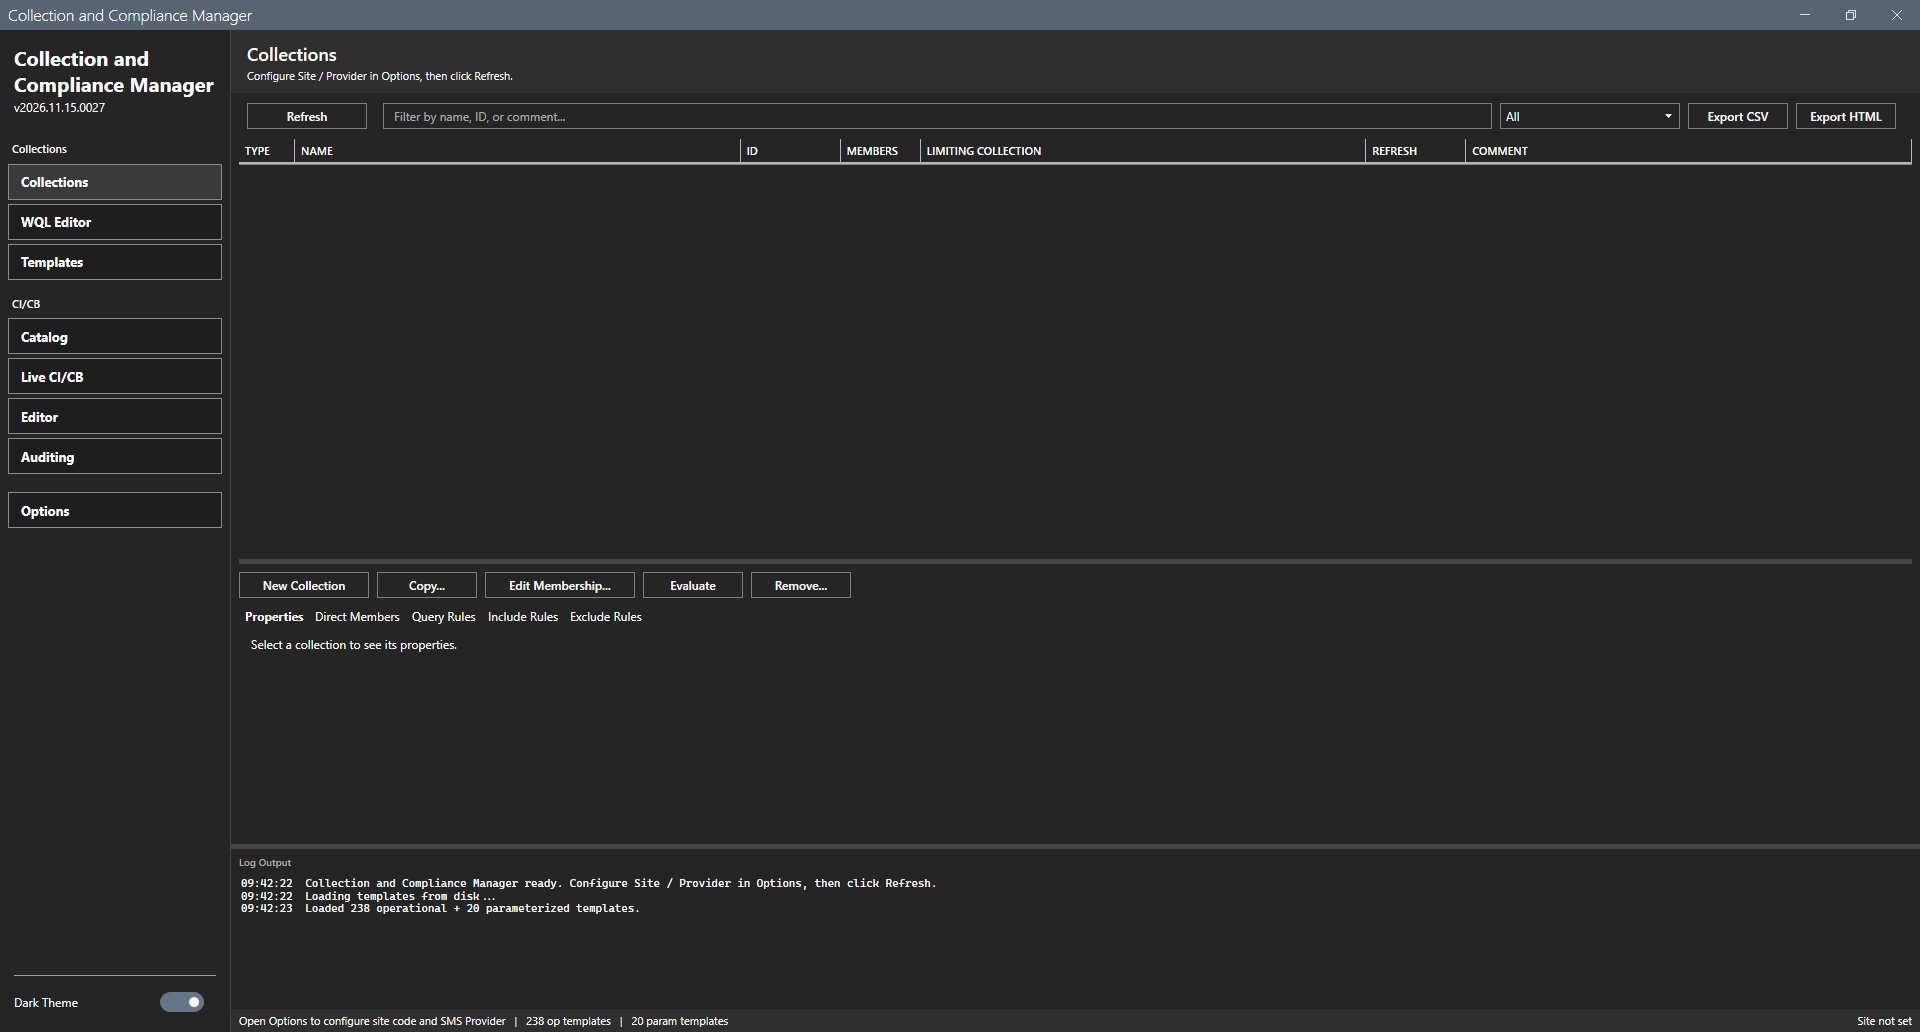 Collection and Compliance Manager
Collection and
Compliance Manager
v2026.11.15.0027
Collections
Collections
WQL Editor
Templates
CI/CB
Catalog
Live CI/CB
Editor
Auditing
Options
Dark Theme
Collections
Configure Site / Provider in Options, then click Refresh.
Refresh
Filter by name, ID, or comment...
All
Export CSV
Export HTML
TYPE NAME ID MEMBERS LIMITING COLLECTION REFRESH COMMENT
New Collection Copy... Edit Membership... Evaluate Remove...
Properties Direct Members Query Rules Include Rules Exclude Rules
Select a collection to see its properties.
Log Output
09:42:22 Collection and Compliance Manager ready. Configure Site / Provider in Options, then click Refresh.
09:42:22 Loading templates from disk...
09:42:23 Loaded 238 operational + 20 parameterized templates.
Open Options to configure site code and SMS Provider | 238 op templates | 20 param templates
Site not set